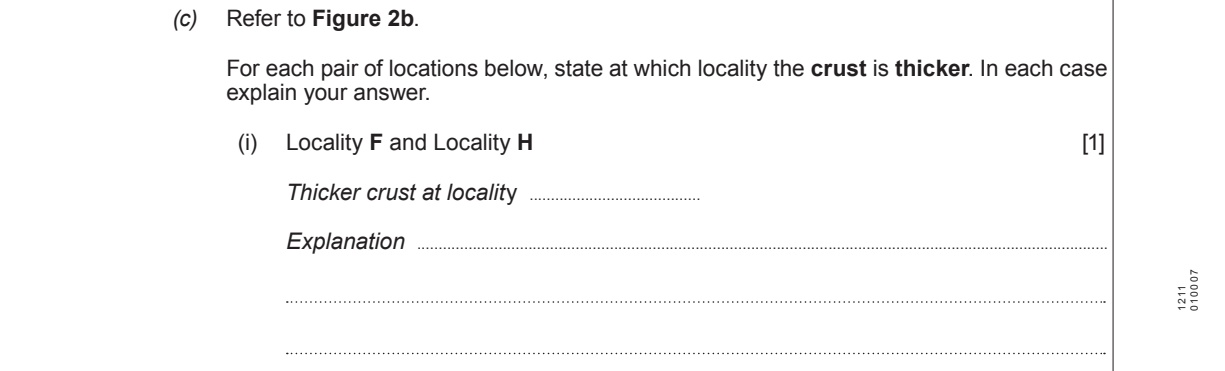 (c) Refer to Figure 2b.
For each pair of locations below, state at which locality the crust is thicker. In each case
explain your answer.
(i) Locality F and Locality H [1]
Thicker crust at locality ........................................
Explanation ................................................................................
................................................................................
................................................................................
1211
010007